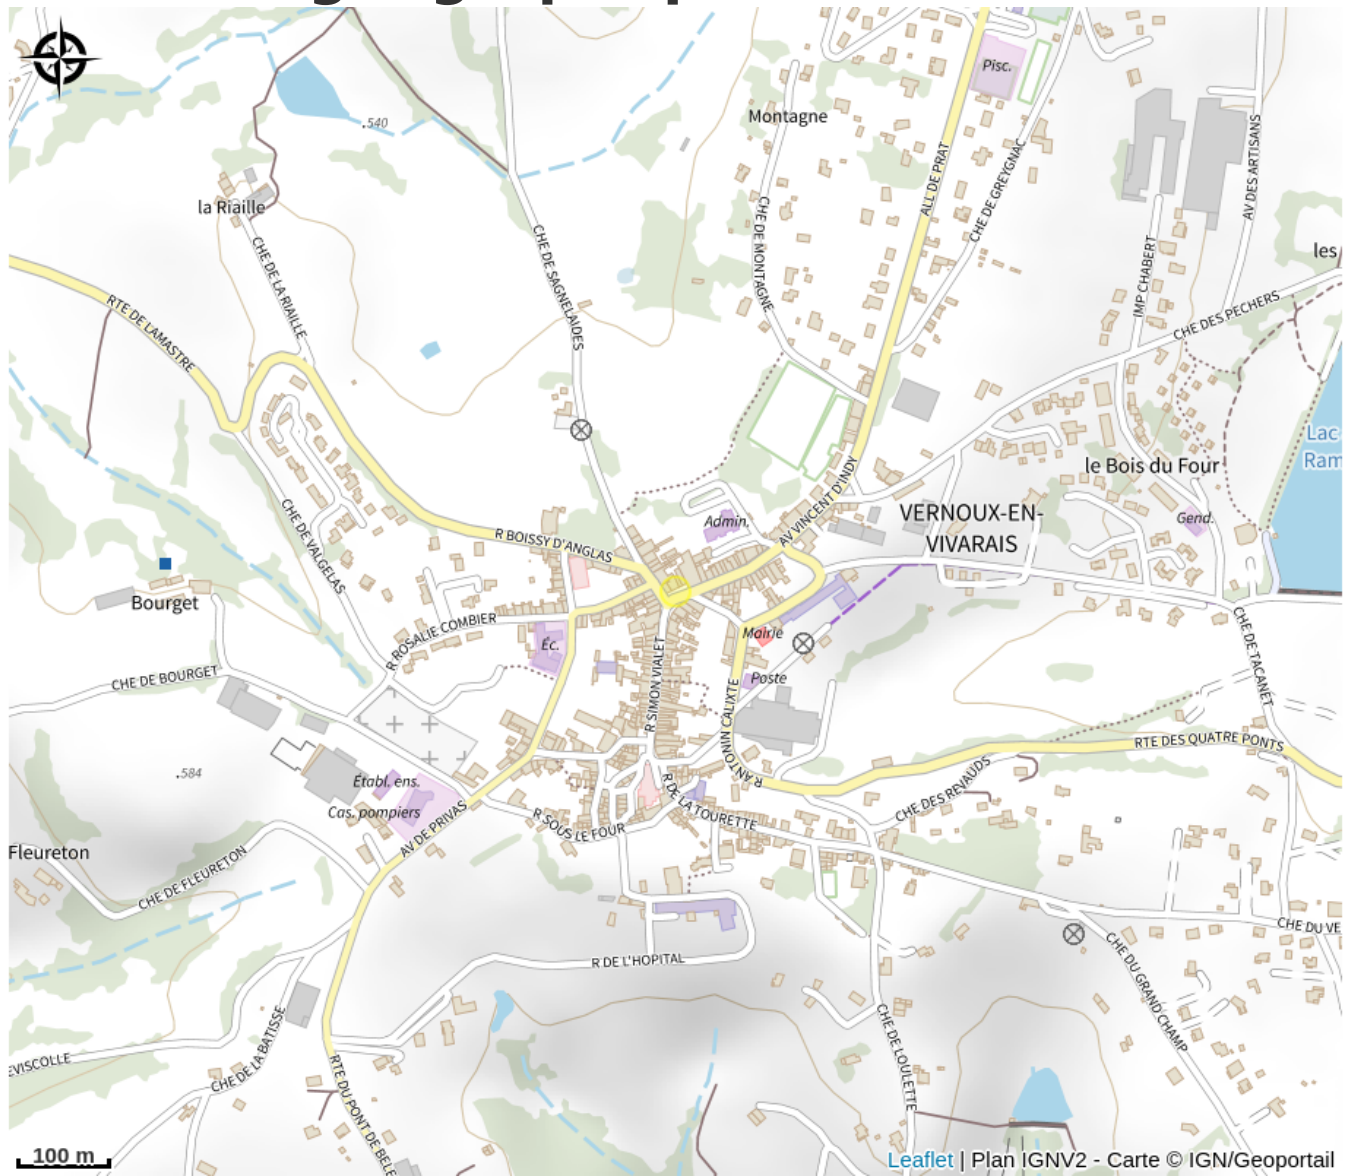 Pisc.
Montagne
.540
la Riaille
CHE DE LA RIAILLE
CHE DE SAGNELAIDES
CHE DE MONTAGNE
ALL DE PRAT
CHE DE GREYGNAC
AV DES ARTISANS
IMP CHABERT
les
CHE DES PECHERS
RTE DE LAMASTRE
Lac
Ram
le Bois du Four
AV VINCENT D'INDY
CHE DE VALGELAS
Admin.
VERNOUX-EN-
VIVARAIS
Gend.
R BOISSY D'ANGLAS
Bourget
R ROSALIE COMBIER
Éc.
Mairie
CHE DE TACANET
CHE DE BOURGET
R SIMON VIALET
Poste
R ANTONIN CALIXTE
RTE DES QUATRE PONTS
.584
Établ. ens.
Cas. pompiers
AV DE PRIVAS
R SOUS LE FOUR
R DE LA TOURETTE
CHE DES REVAUDS
Fleureton
CHE DE FLEURETON
CHE DU VE
R DE L'HOPITAL
CHE DU GRAND CHAMP
CHE DE LOULETTE
EVISCOLLE
CHE DE LA BATISSE
RTE DU PONT DE BELE
100 m
Leaflet | Plan IGNV2 - Carte © IGN/Geoportail